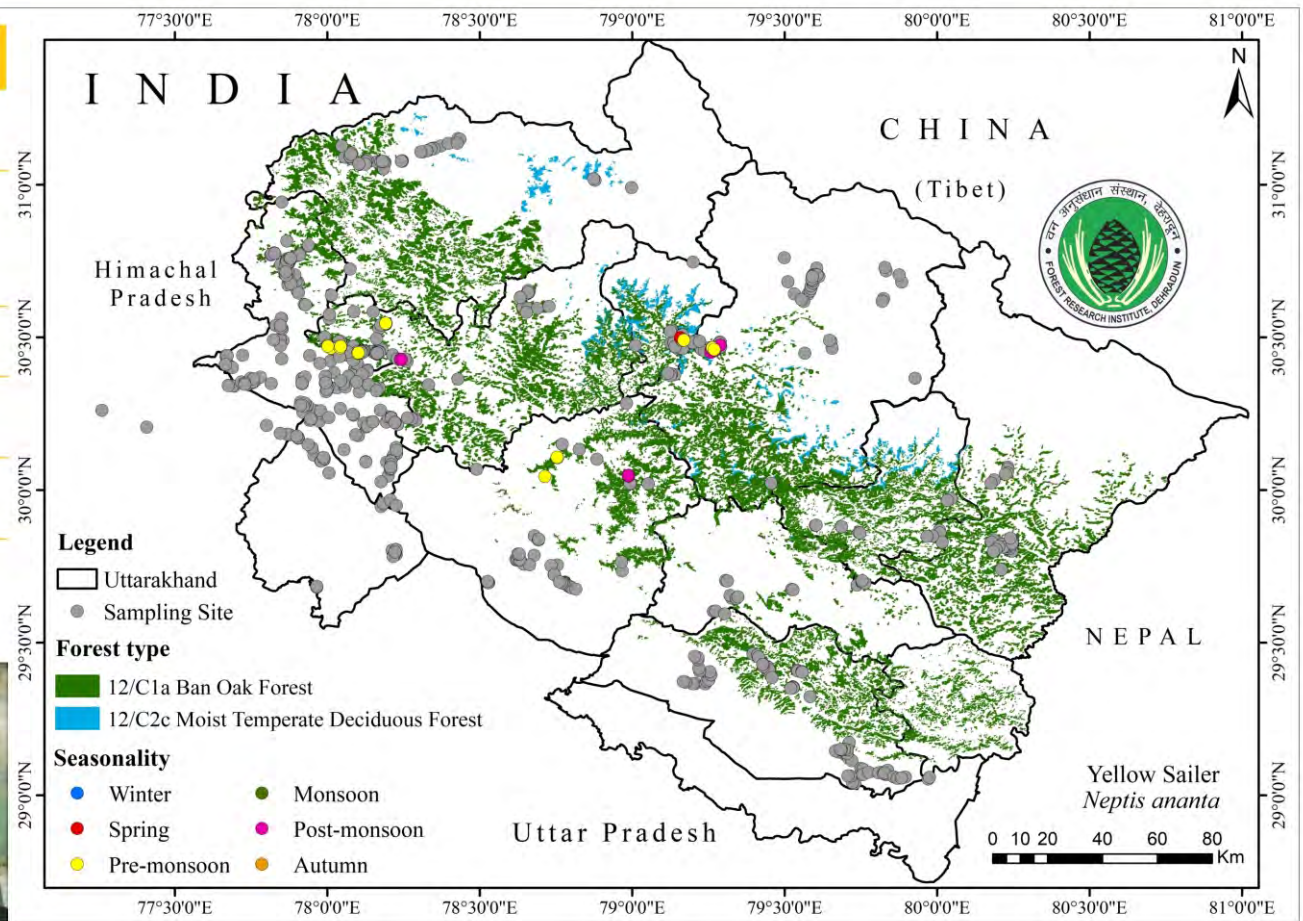 77°30'0"E 78°0'0"E 78°30'0"E 79°0'0"E 79°30'0"E 80°0'0"E 80°30'0"E 81°0'0"E
INDIA
N
CHINA
(Tibet)
31°0'0"N
31°0'0"N
वन अनुसंधान संस्थान, देहरादून
FOREST RESEARCH INSTITUTE, DEHRADUN
Himachal
Pradesh
30°30'0"N
30°30'0"N
30°0'0"N
30°0'0"N
Legend
Uttarakhand
Sampling Site
29°30'0"N
NEPAL
29°30'0"N
Forest type
12/C1a Ban Oak Forest
12/C2c Moist Temperate Deciduous Forest
Seasonality
Winter
Spring
Pre-monsoon
Monsoon
Post-monsoon
Autumn
29°0'0"N
29°0'0"N
Uttar Pradesh
Yellow Sailer
Neptis ananta
0 10 20 40 60 80
Km
77°30'0"E 78°0'0"E 78°30'0"E 79°0'0"E 79°30'0"E 80°0'0"E 80°30'0"E 81°0'0"E